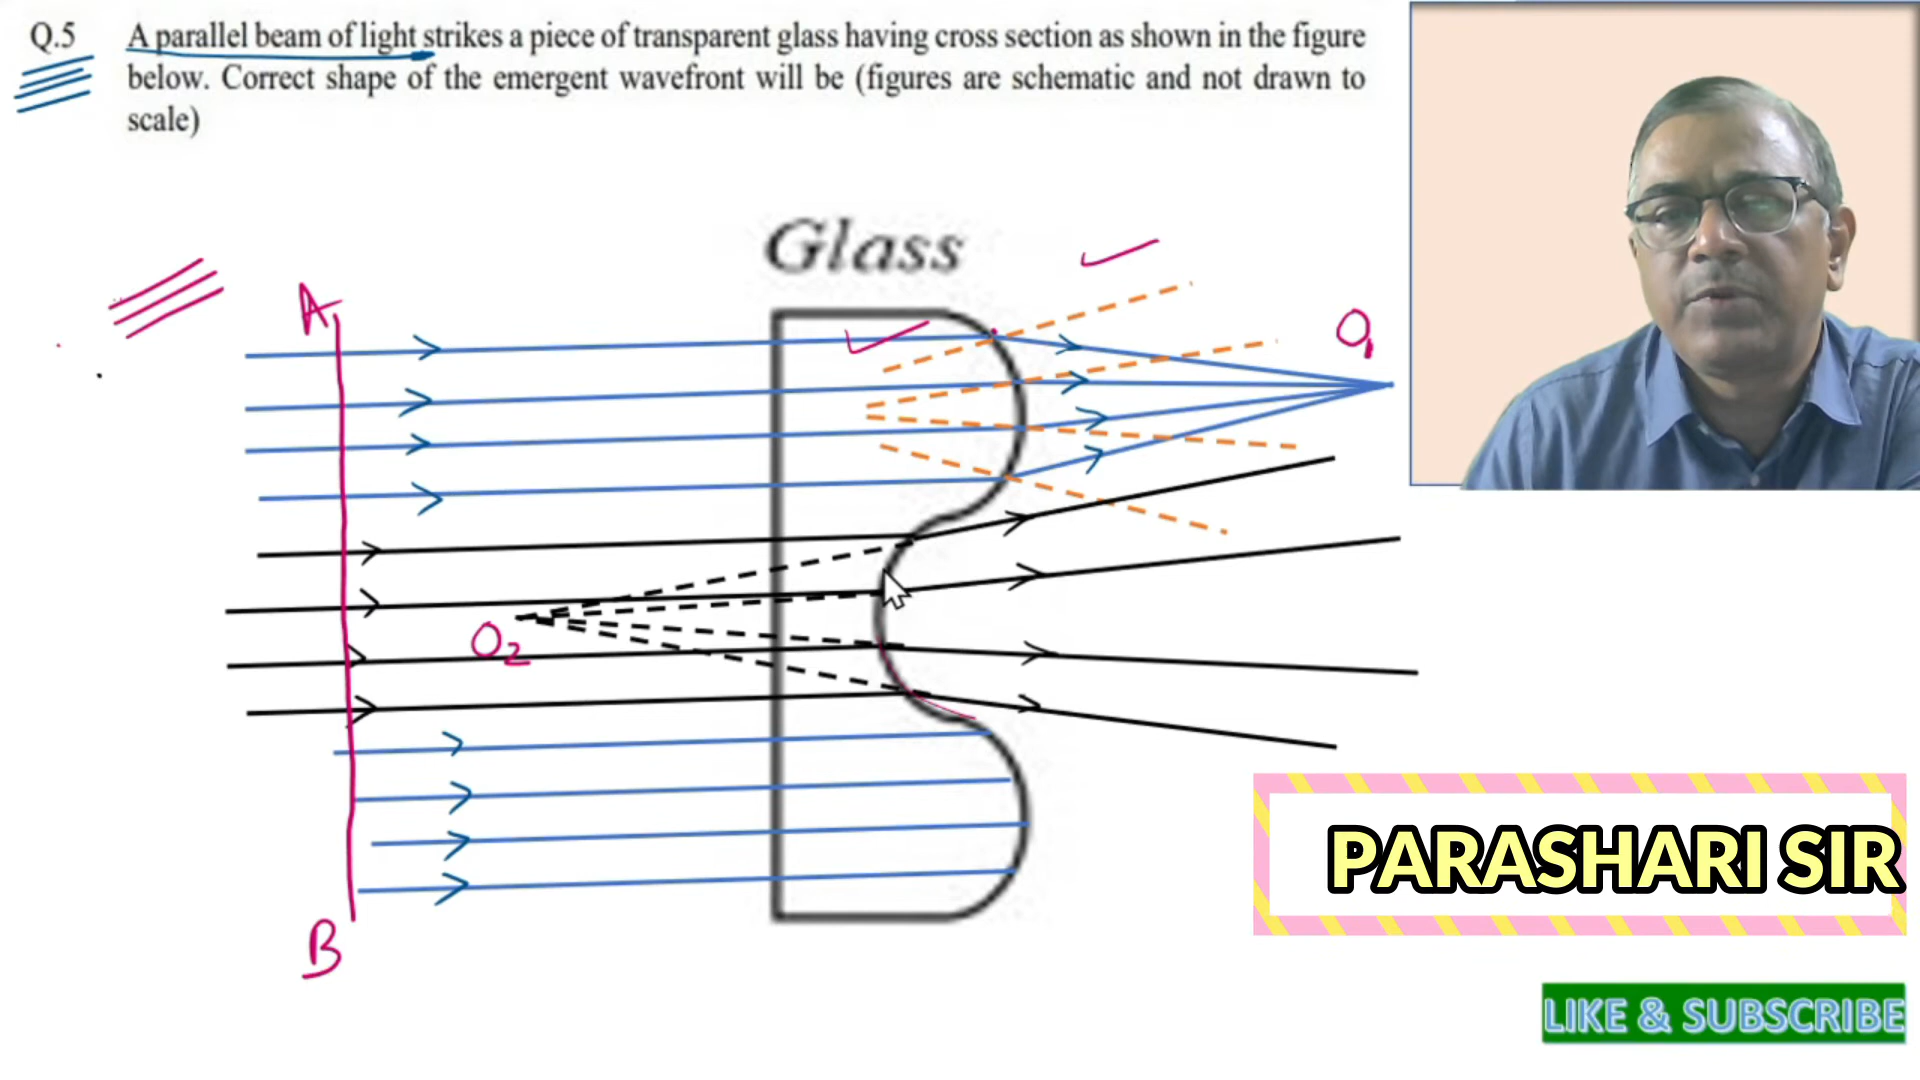 Q.5 A parallel beam of light strikes a piece of transparent glass having cross section as shown in the figure
below. Correct shape of the emergent wavefront will be (figures are schematic and not drawn to
scale)
Glass
A
O1
O2
B
PARASHARI SIR
LIKE & SUBSCRIBE